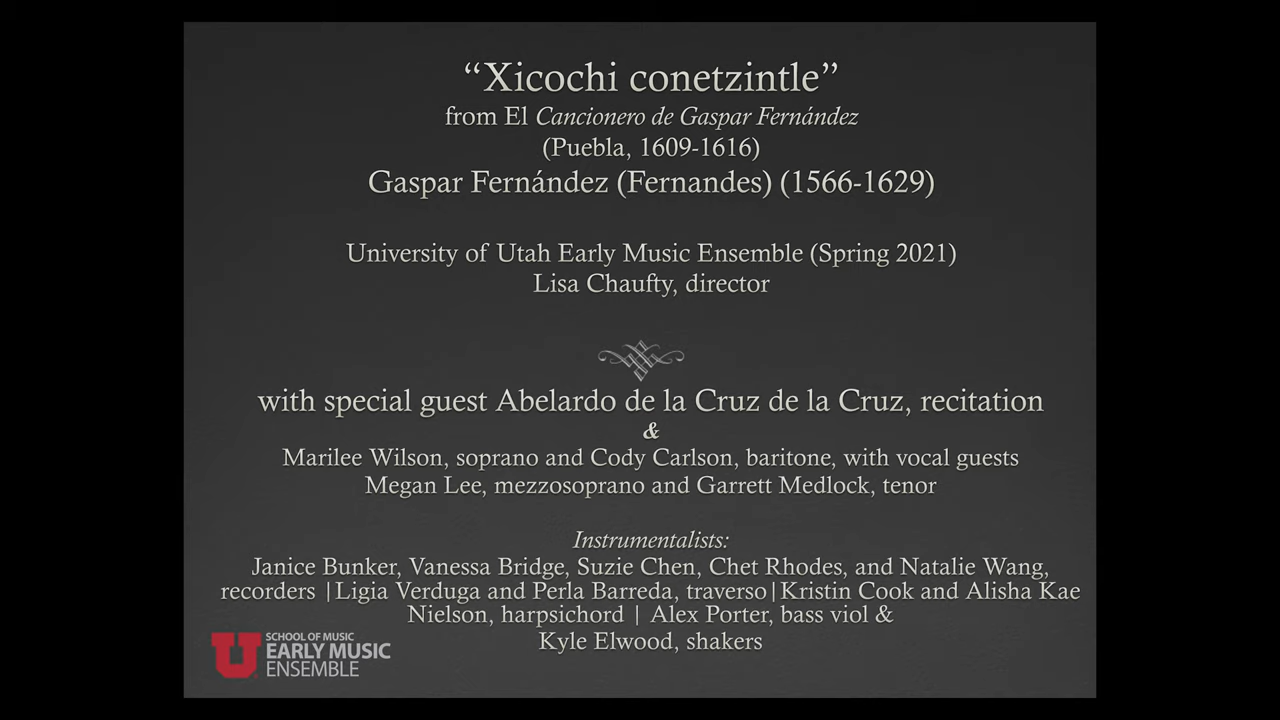 “Xicochi conetzintle”
from El Cancionero de Gaspar Fernández
(Puebla, 1609-1616)
Gaspar Fernández (Fernandes) (1566-1629)
University of Utah Early Music Ensemble (Spring 2021)
Lisa Chaufty, director
with special guest Abelardo de la Cruz de la Cruz, recitation
&
Marilee Wilson, soprano and Cody Carlson, baritone, with vocal guests
Megan Lee, mezzosoprano and Garrett Medlock, tenor
Instrumentalists:
Janice Bunker, Vanessa Bridge, Suzie Chen, Chet Rhodes, and Natalie Wang,
recorders |Ligia Verduga and Perla Barreda, traverso|Kristin Cook and Alisha Kae
Nielson, harpsichord | Alex Porter, bass viol &
Kyle Elwood, shakers
U
SCHOOL OF MUSIC
EARLY MUSIC
ENSEMBLE